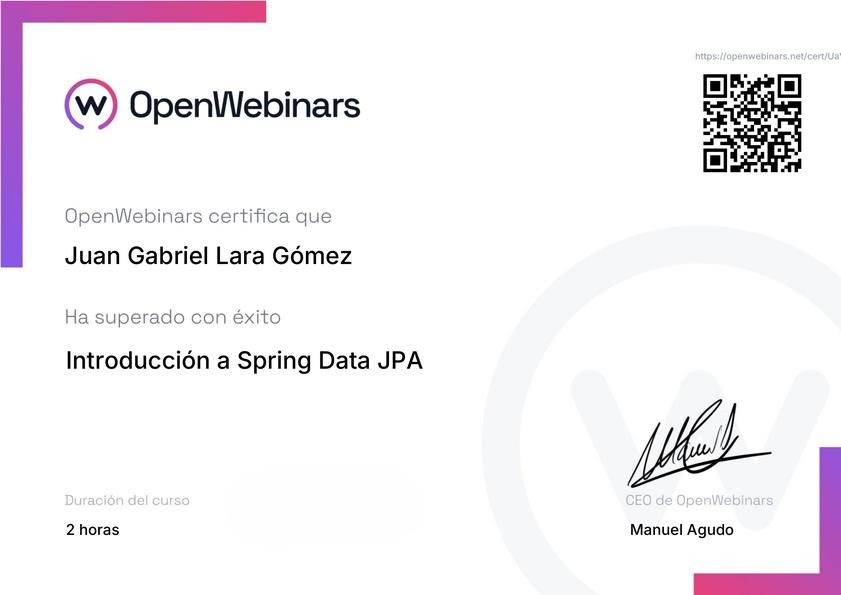 https://openwebinars.net/cert/Ua
OpenWebinars
OpenWebinars certifica que
Juan Gabriel Lara Gómez
Ha superado con éxito
Introducción a Spring Data JPA
Duración del curso
2 horas
CEO de OpenWebinars
Manuel Agudo